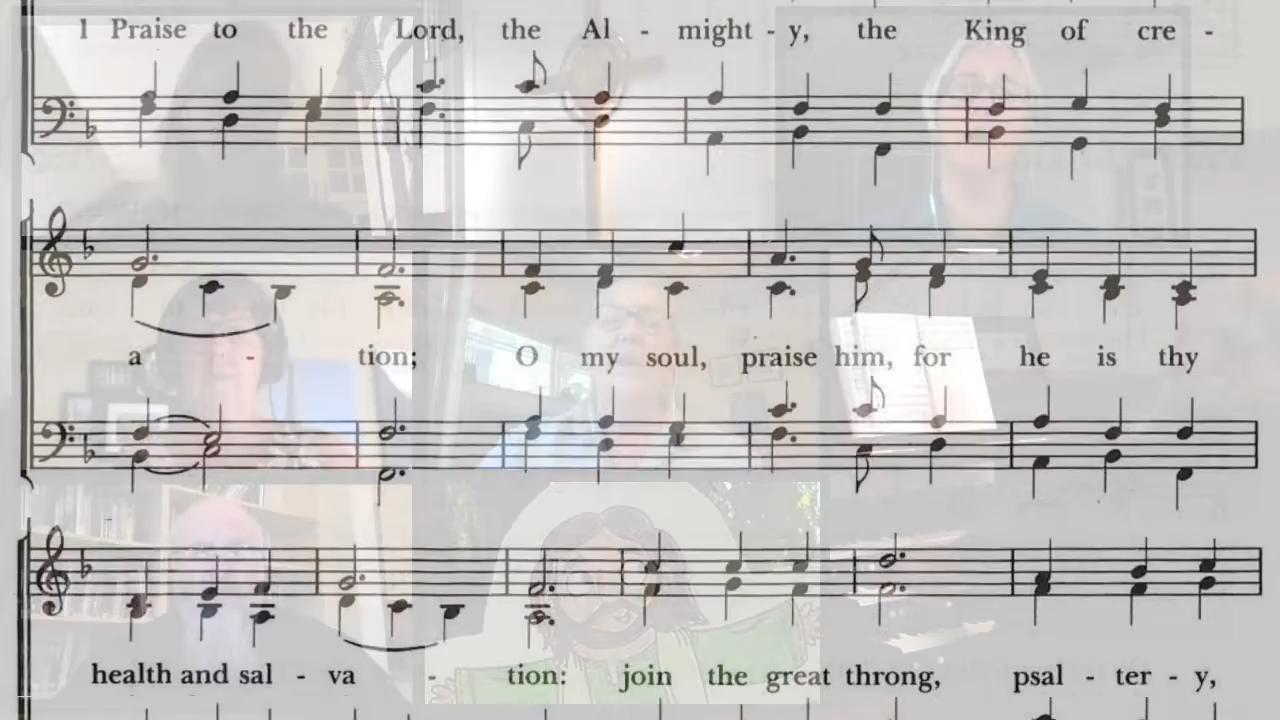 1 Praise to the Lord, the Al - might - y, the King of cre -
a - tion; O my soul, praise him, for he is thy
health and sal - va - tion: join the great throng, psal - ter - y,